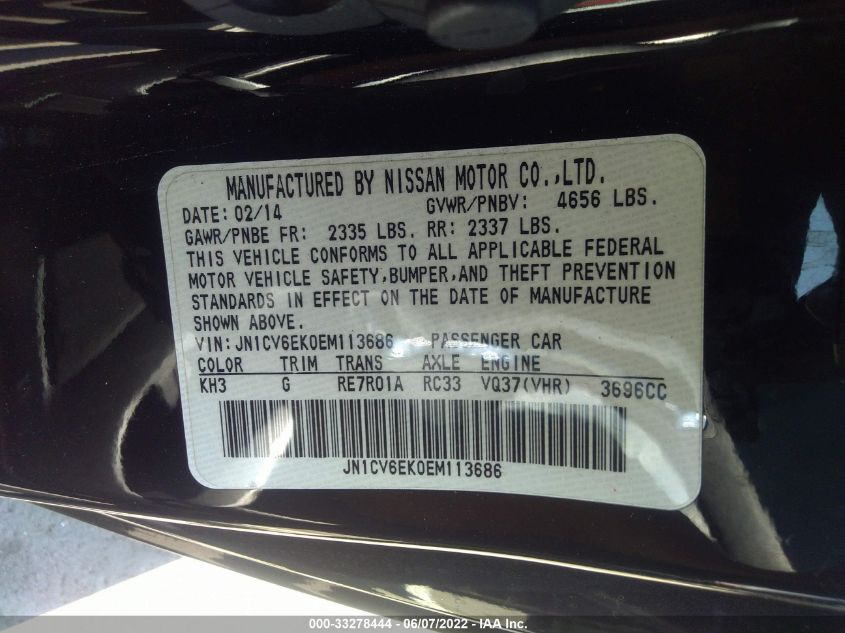 MANUFACTURED BY NISSAN MOTOR CO.,LTD.
DATE: 02/14 GVWR/PNBV: 4656 LBS.
GAWR/PNBE FR: 2335 LBS. RR: 2337 LBS.
THIS VEHICLE CONFORMS TO ALL APPLICABLE FEDERAL
MOTOR VEHICLE SAFETY,BUMPER,AND THEFT PREVENTION
STANDARDS IN EFFECT ON THE DATE OF MANUFACTURE
SHOWN ABOVE.
VIN: JN1CV6EK0EM113686 PASSENGER CAR
COLOR TRIM TRANS AXLE ENGINE
KH3 G RE7R01A RC33 VQ37(VHR) 3696CC
JN1CV6EK0EM113686
000-33278444 - 06/07/2022 - IAAI.com